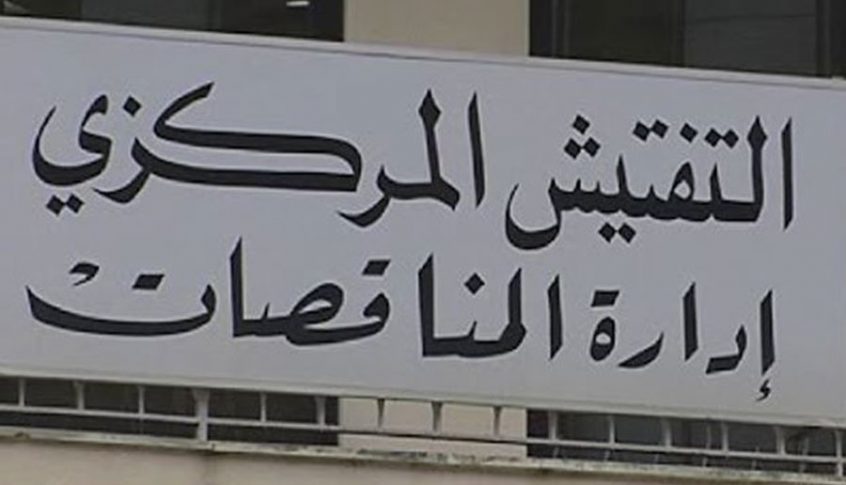 التفتيش المركزي
إدارة المناقصات